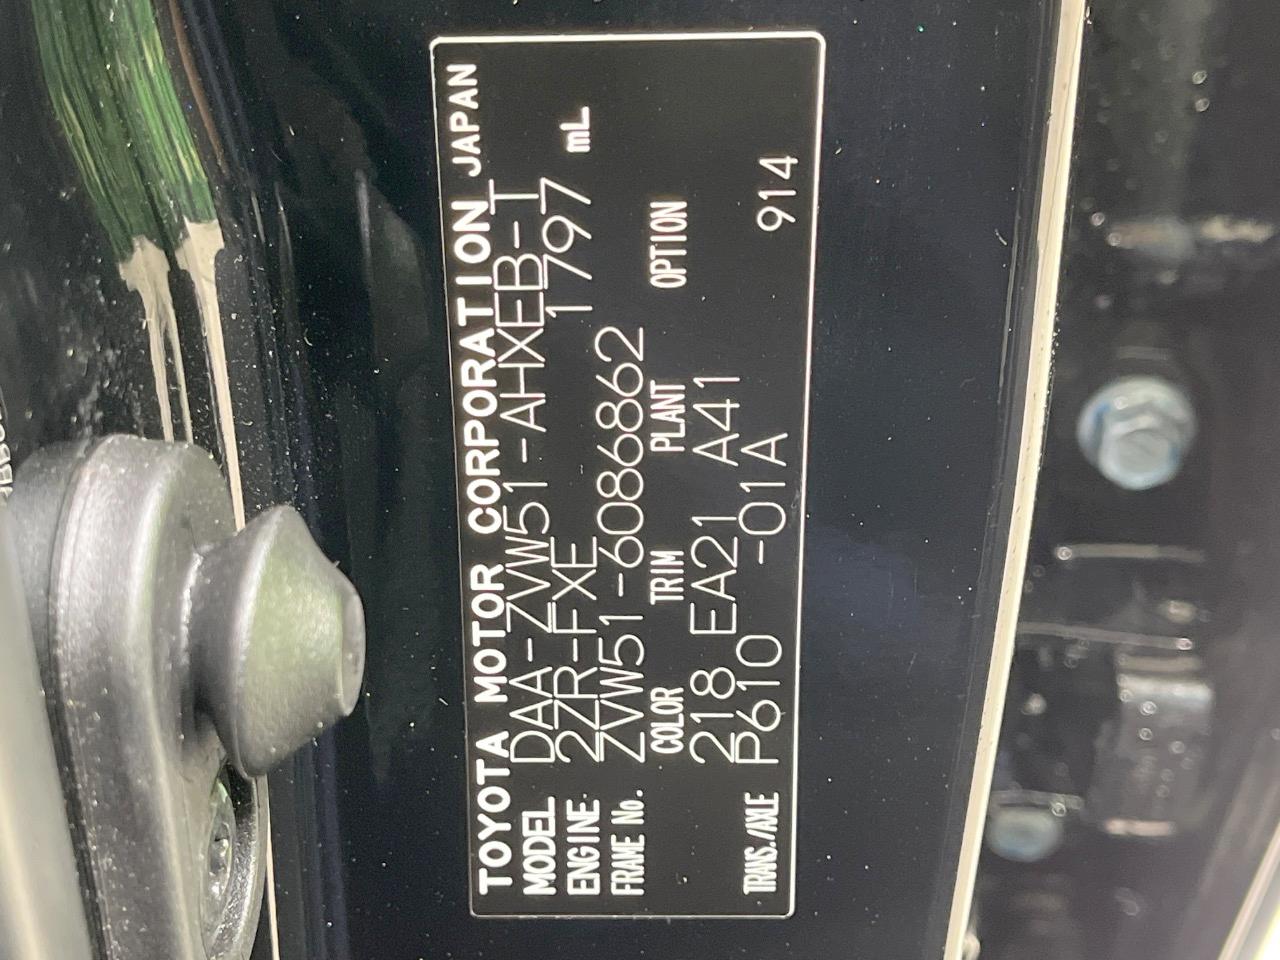 TOYOTA MOTOR CORPORATION JAPAN
MODEL DAA-ZVW51-AHXEB-T
ENGINE 2ZR-FXE 1797 mL
FRAME No. ZVW51-6086862
COLOR TRIM PLANT OPTION
218 EA21 A41
TRANS./AXLE P610 -01A 914